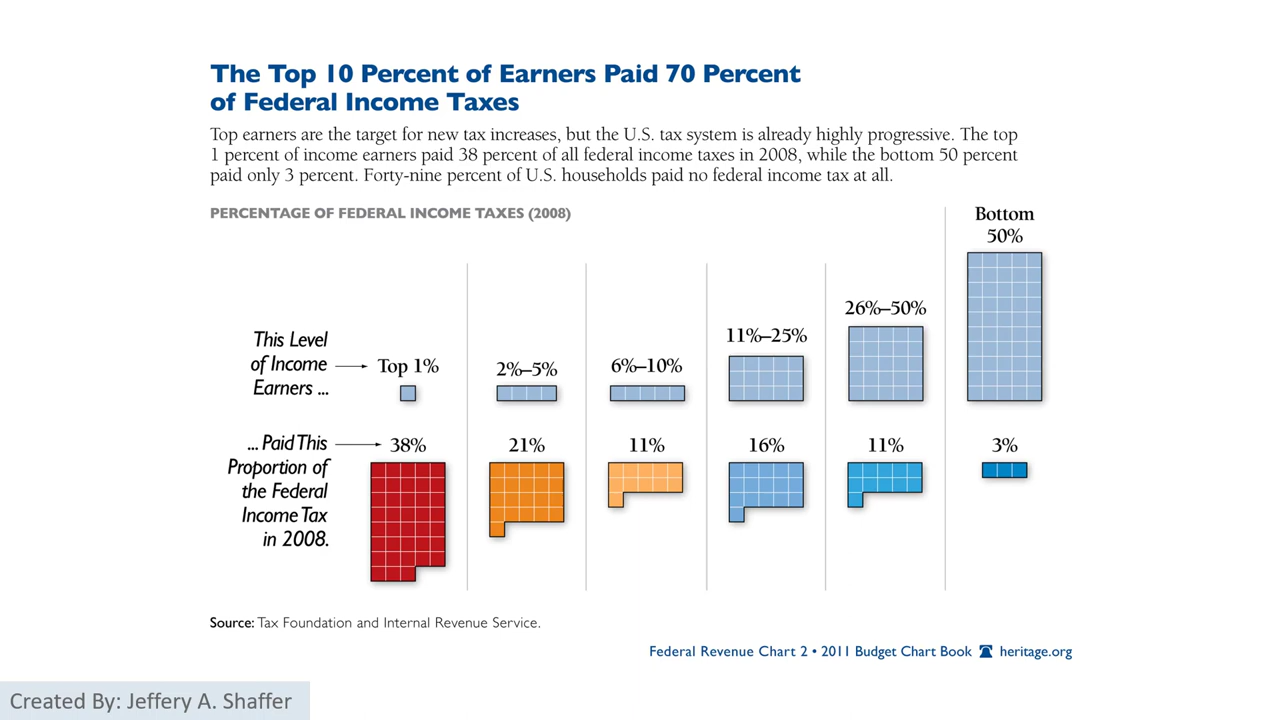 The Top 10 Percent of Earners Paid 70 Percent
of Federal Income Taxes
Top earners are the target for new tax increases, but the U.S. tax system is already highly progressive. The top
1 percent of income earners paid 38 percent of all federal income taxes in 2008, while the bottom 50 percent
paid only 3 percent. Forty-nine percent of U.S. households paid no federal income tax at all.
PERCENTAGE OF FEDERAL INCOME TAXES (2008)
This Level
of Income
Earners ...
Top 1%
2%–5%
6%–10%
11%–25%
26%–50%
Bottom
50%
... Paid This
Proportion of
the Federal
Income Tax
in 2008.
38%
21%
11%
16%
11%
3%
Source: Tax Foundation and Internal Revenue Service.
Federal Revenue Chart 2 • 2011 Budget Chart Book heritage.org
Created By: Jeffery A. Shaffer